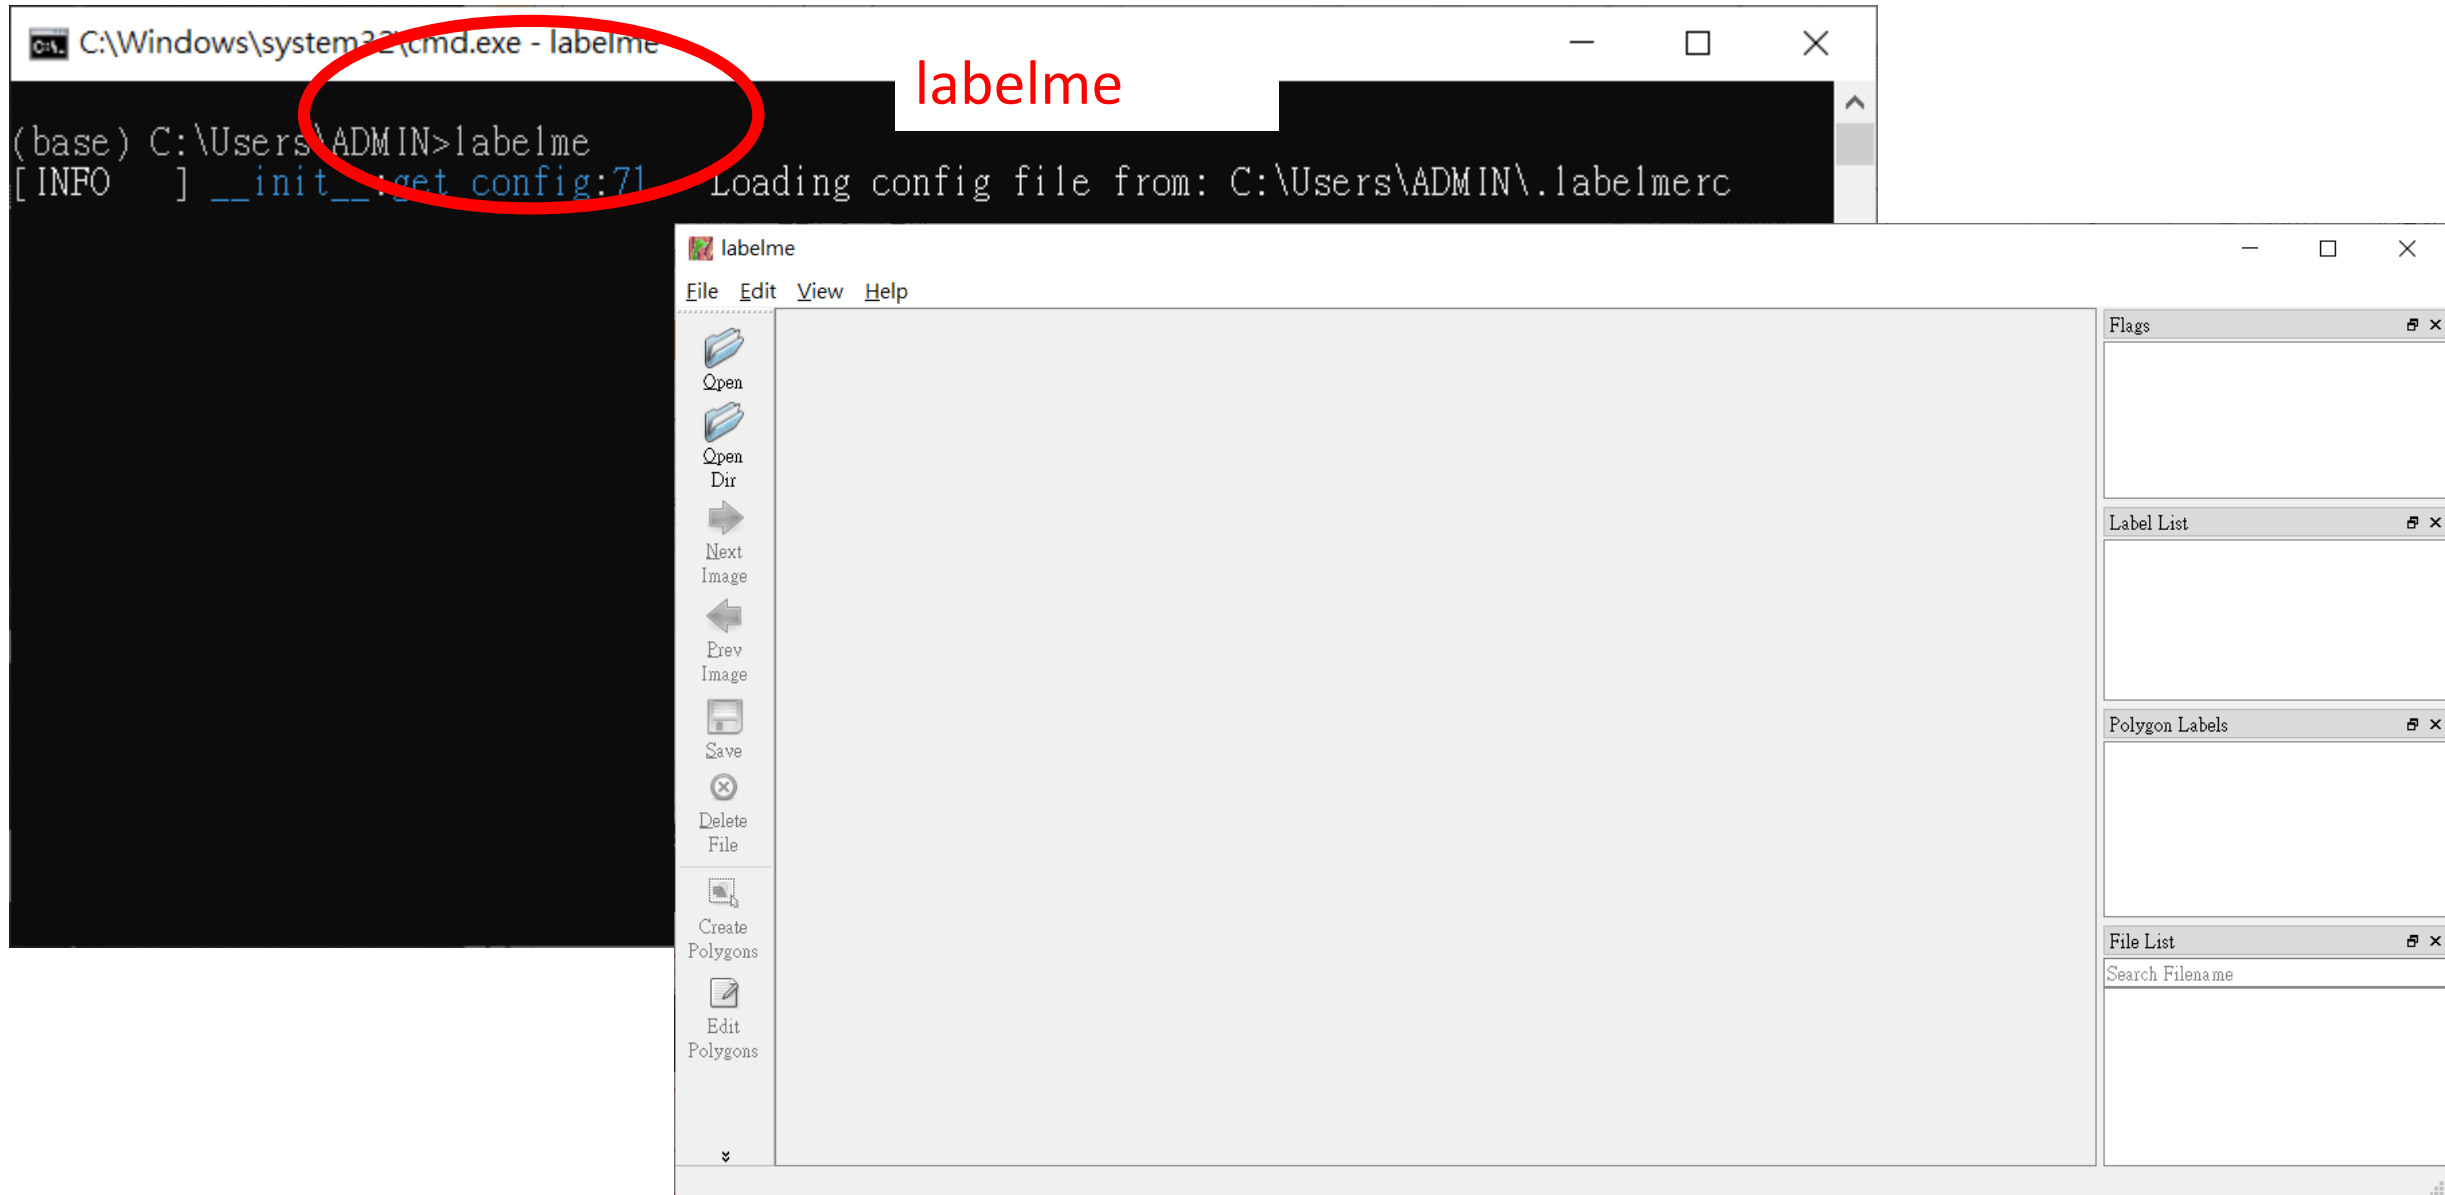 C:\Windows\system32\cmd.exe - labelme
labelme
(base) C:\Users\ADMIN>labelme
[INFO   ] __init__:get_config:71 Loading config file from: C:\Users\ADMIN\.labelmerc
labelme
File Edit View Help
Open
Open
Dir
Next
Image
Prev
Image
Save
Delete
File
Create
Polygons
Edit
Polygons
Flags
Label List
Polygon Labels
File List
Search Filename